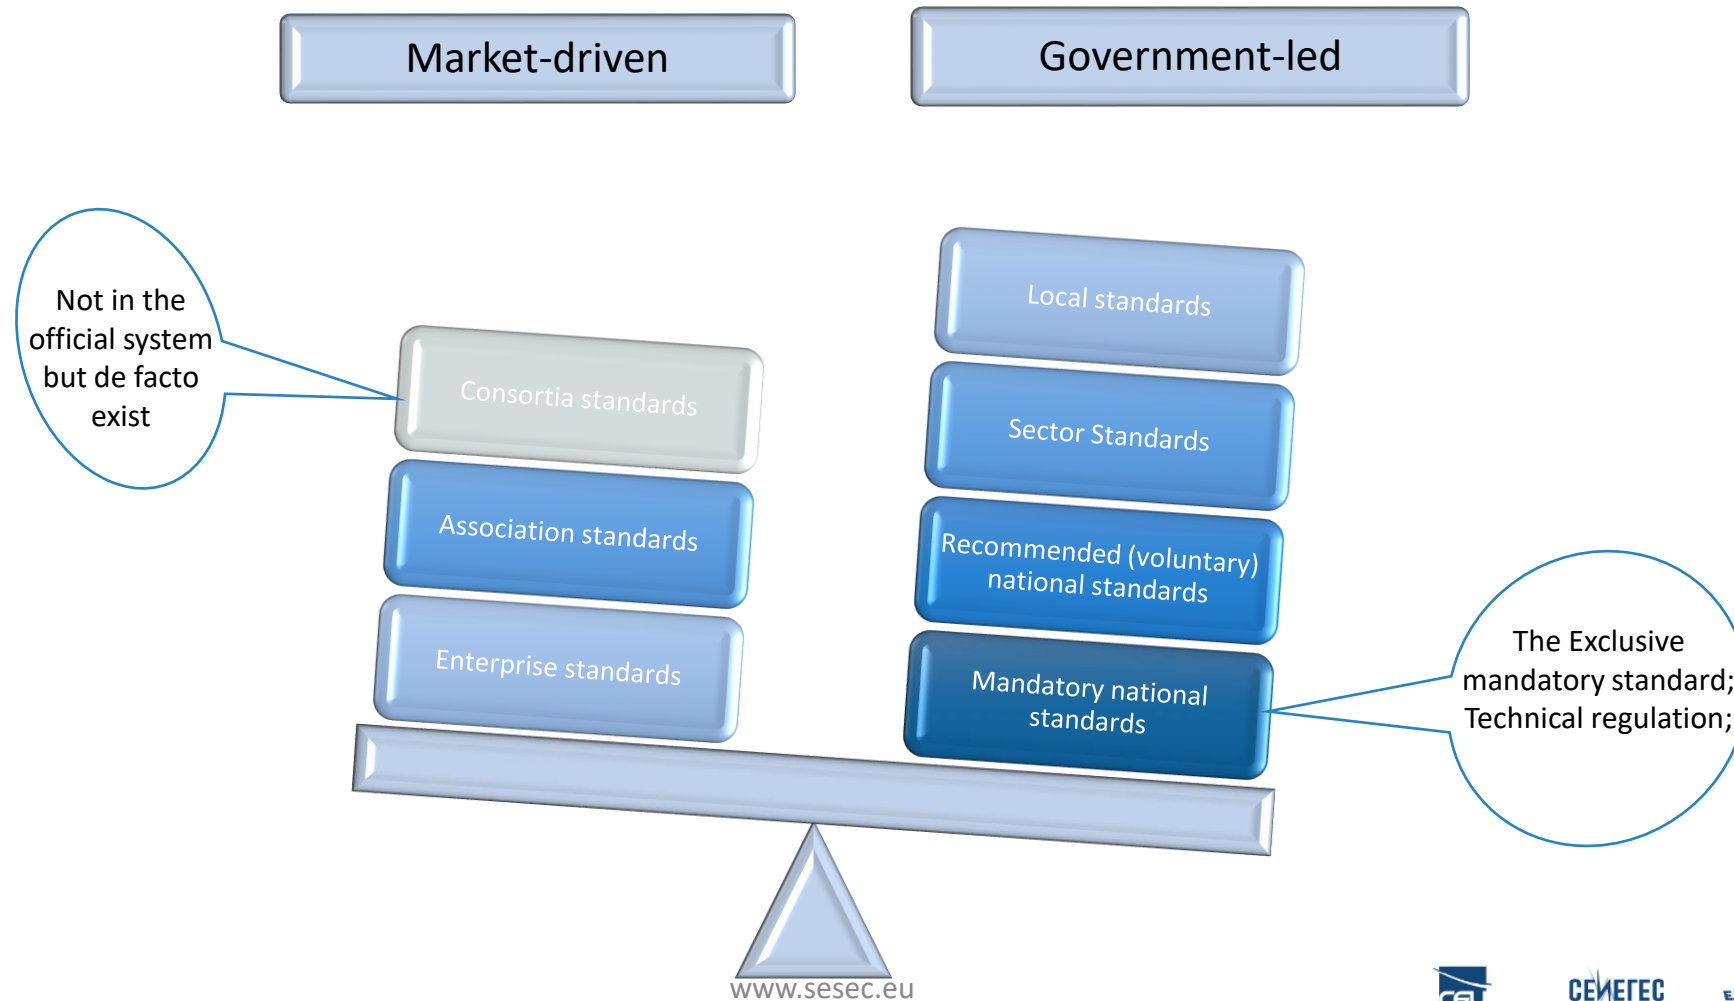 Market-driven
Government-led
Not in the
official system
but de facto
exist
Consortia standards
Association standards
Enterprise standards
Local standards
Sector Standards
Recommended (voluntary)
national standards
Mandatory national
standards
The Exclusive
mandatory standard;
Technical regulation;
www.sesec.eu